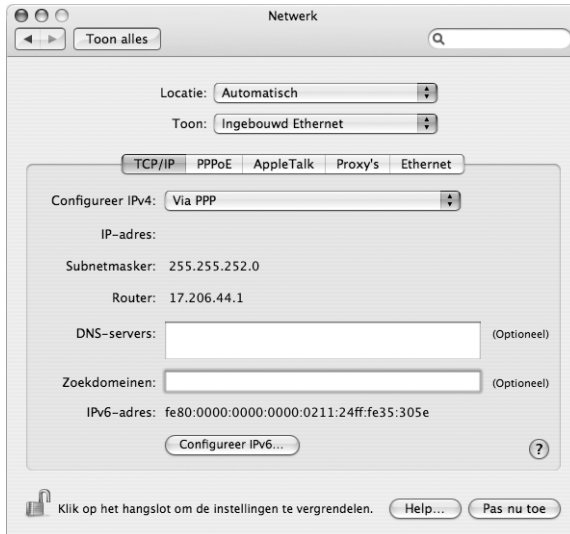 Netwerk
Toon alles
Locatie: Automatisch
Toon: Ingebouwd Ethernet
TCP/IP PPPoE AppleTalk Proxy's Ethernet
Configureer IPv4: Via PPP
IP-adres:
Subnetmasker: 255.255.252.0
Router: 17.206.44.1
DNS-servers: (Optioneel)
Zoekdomeinen: (Optioneel)
IPv6-adres: fe80:0000:0000:0000:0211:24ff:fe35:305e
Configureer IPv6... ?
Klik op het hangslot om de instellingen te vergrendelen. Help... Pas nu toe